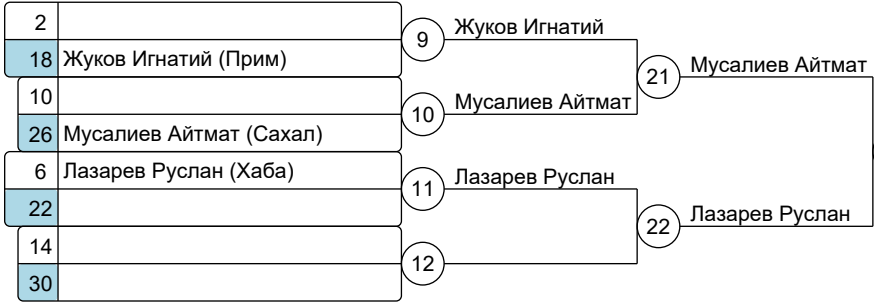 2
18 Жуков Игнатий (Прим)
9
Жуков Игнатий
10
26 Мусалиев Айтмат (Сахал)
10
Мусалиев Айтмат
21
Мусалиев Айтмат
6 Лазарев Руслан (Хаба)
22
11
Лазарев Руслан
14
30
12
22
Лазарев Руслан